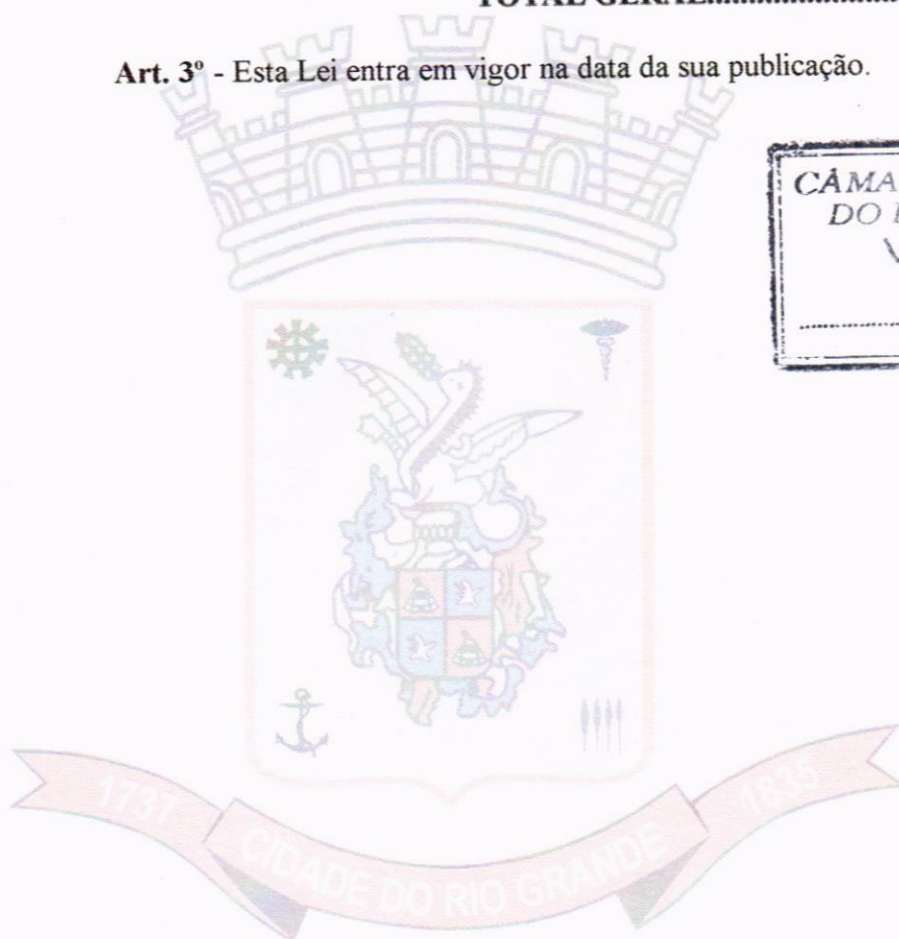 TOTAL GERAL
Art. 3º - Esta Lei entra em vigor na data da sua publicação.
CÂMA
DO
1737
CIDADE DO RIO GRANDE
1835